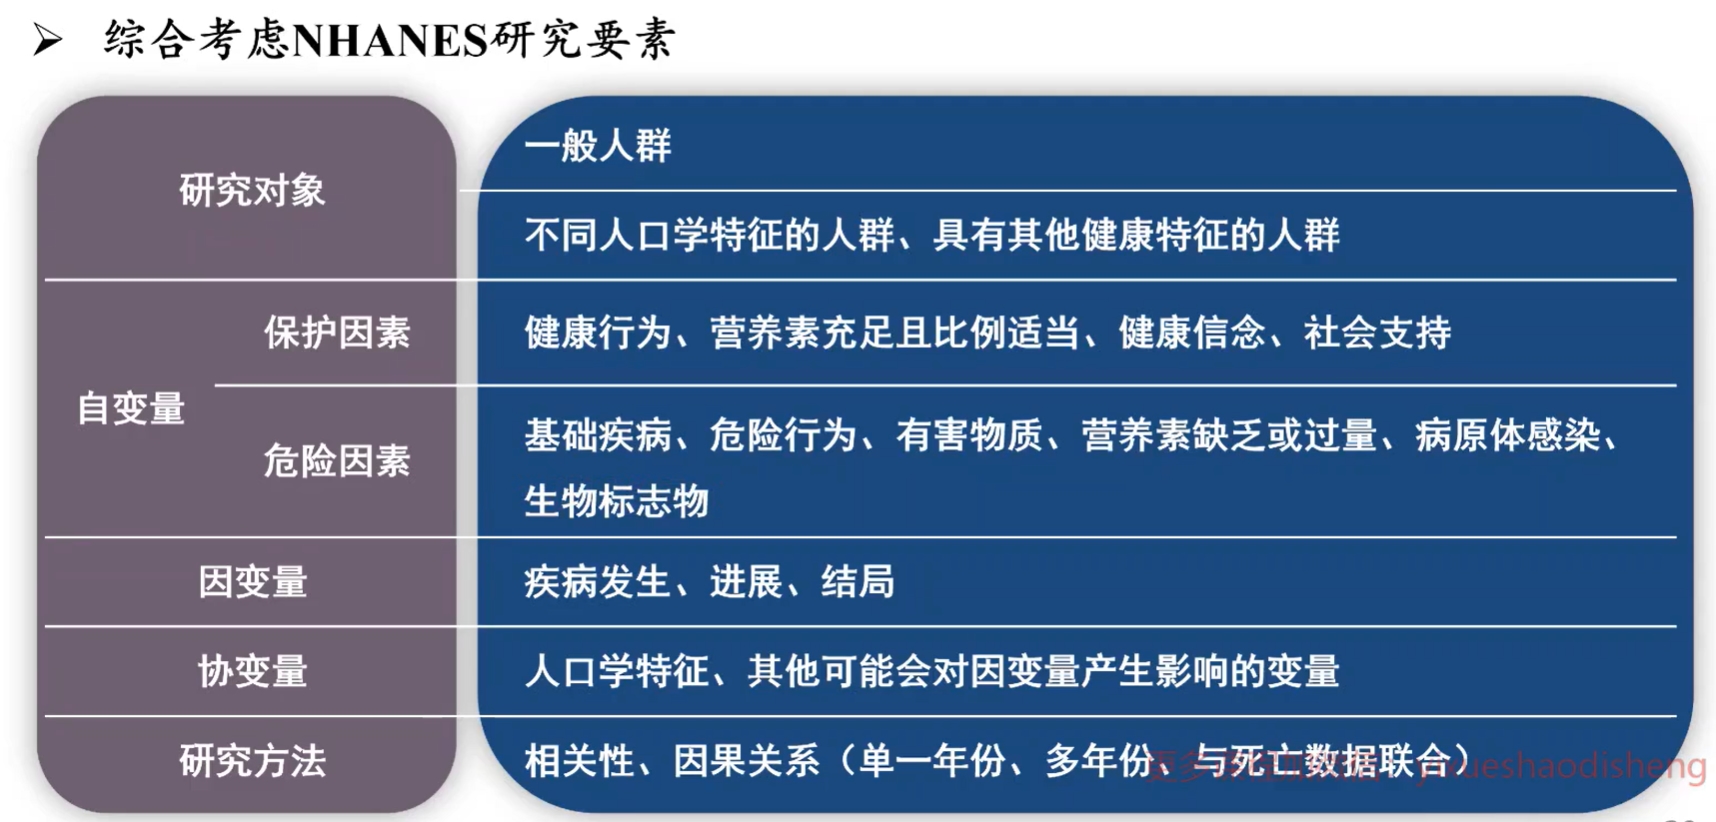 综合考虑NHANES研究要素
研究对象
一般人群
不同人口学特征的人群、具有其他健康特征的人群
自变量
保护因素
健康行为、营养素充足且比例适当、健康信念、社会支持
危险因素
基础疾病、危险行为、有害物质、营养素缺乏或过量、病原体感染、
生物标志物
因变量
疾病发生、进展、结局
协变量
人口学特征、其他可能会对因变量产生影响的变量
研究方法
相关性、因果关系（单一年份、多年份、与死亡数据联合）
yixueshaodisheng